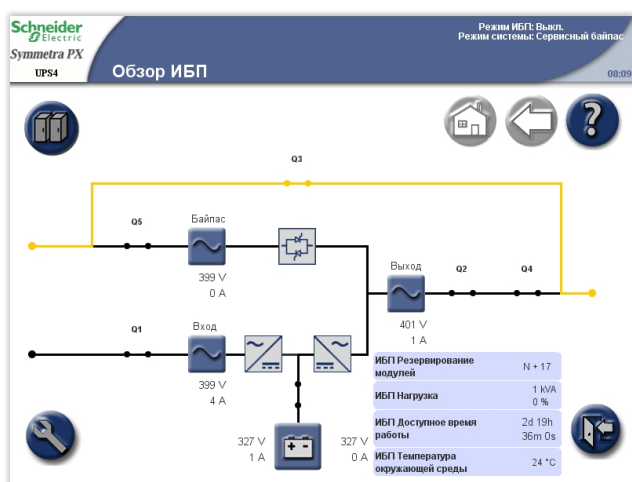 Schneider
Electric
Symmetra PX
UPS4
Обзор ИБП
Режим ИБП: Выкл.
Режим системы: Сервисный байпас
08:09
?
Q3
Q5
Байпас
399 V
0 A
Выход
Q2
Q4
401 V
1 A
Q1
Вход
399 V
4 A
327 V
1 A
327 V
0 A
ИБП Резервирование
модулей
N + 17
ИБП Нагрузка
1 kVA
0 %
ИБП Доступное время
работы
2d 19h
36m 0s
ИБП Температура
окружающей среды
24 °C